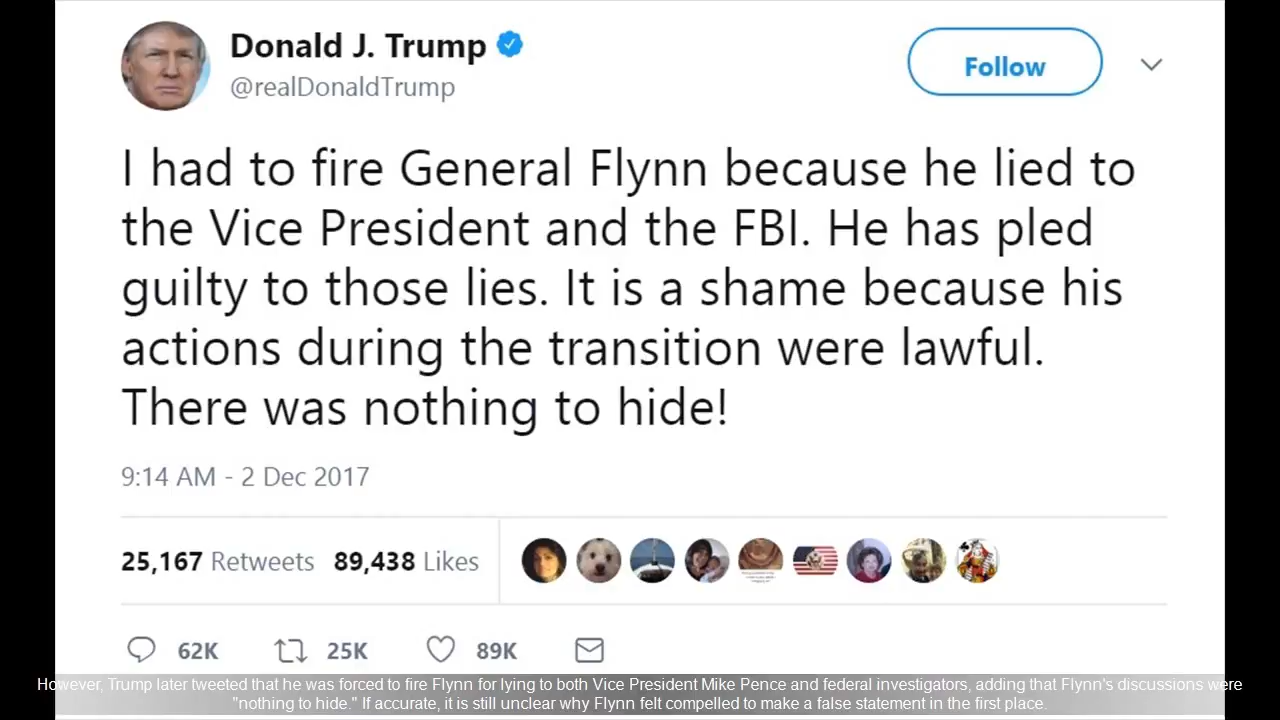 Donald J. Trump
@realDonaldTrump
Follow
I had to fire General Flynn because he lied to
the Vice President and the FBI. He has pled
guilty to those lies. It is a shame because his
actions during the transition were lawful.
There was nothing to hide!
9:14 AM - 2 Dec 2017
25,167 Retweets 89,438 Likes
62K 25K 89K
However, Trump later tweeted that he was forced to fire Flynn for lying to both Vice President Mike Pence and federal investigators, adding that Flynn's discussions were
"nothing to hide." If accurate, it is still unclear why Flynn felt compelled to make a false statement in the first place.